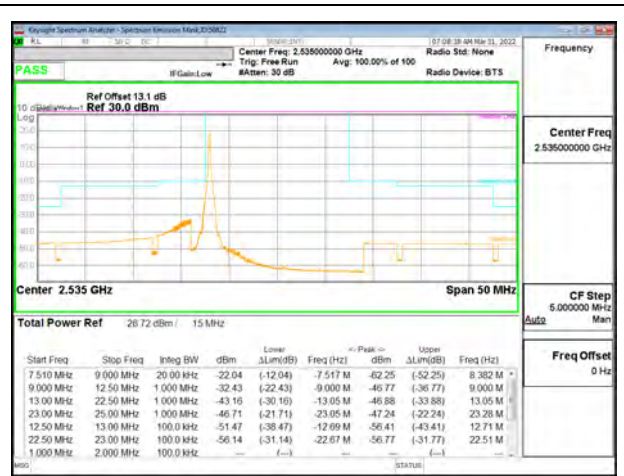 Keysight Spectrum Analyzer - Spectrum Emission Mask
RL
07:08:38 AM Mar 31, 2022
Center Freq: 2.535000000 GHz
Radio Std: None
Frequency
Trig: Free Run
Avg: 100.00% of 100
PASS
IFGain:Low
#Atten: 30 dB
Radio Device: BTS
Ref Offset 13.1 dB
10 dB
Ref 30.0 dBm
Log
Center Freq
2.535000000 GHz
Center 2.535 GHz
Span 50 MHz
CF Step
5.000000 MHz
Auto Man
Total Power Ref 26.72 dBm / 15 MHz
Freq Offset
0 Hz
Lower <- Peak -> Upper
Start Freq Stop Freq Integ BW dBm ΔLim(dB) Freq (Hz) dBm ΔLim(dB) Freq (Hz)
7.510 MHz 9.000 MHz 20.00 kHz -22.04 (-12.04) -7.517 M -62.25 (-52.25) 8.382 M
9.000 MHz 12.50 MHz 1.000 MHz -32.43 (-22.43) -9.000 M -46.77 (-36.77) 9.000 M
13.00 MHz 22.50 MHz 1.000 MHz -43.16 (-30.16) -13.05 M -46.88 (-33.88) 13.05 M
23.00 MHz 25.00 MHz 1.000 MHz -46.71 (-21.71) -23.05 M -47.24 (-22.24) 23.28 M
12.50 MHz 13.00 MHz 100.0 kHz -51.47 (-38.47) -12.69 M -56.41 (-43.41) 12.71 M
22.50 MHz 23.00 MHz 100.0 kHz -56.14 (-31.14) -22.67 M -56.77 (-31.77) 22.51 M
1.000 MHz 2.000 MHz 100.0 kHz --- (---) --- --- (---) ---
MSG
STATUS